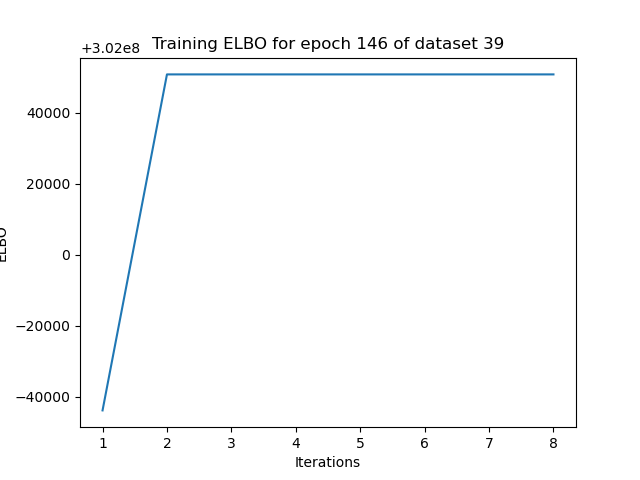 +3.02e8
Training ELBO for epoch 146 of dataset 39
40000
20000
0
−20000
−40000
ELBO
1 2 3 4 5 6 7 8
Iterations